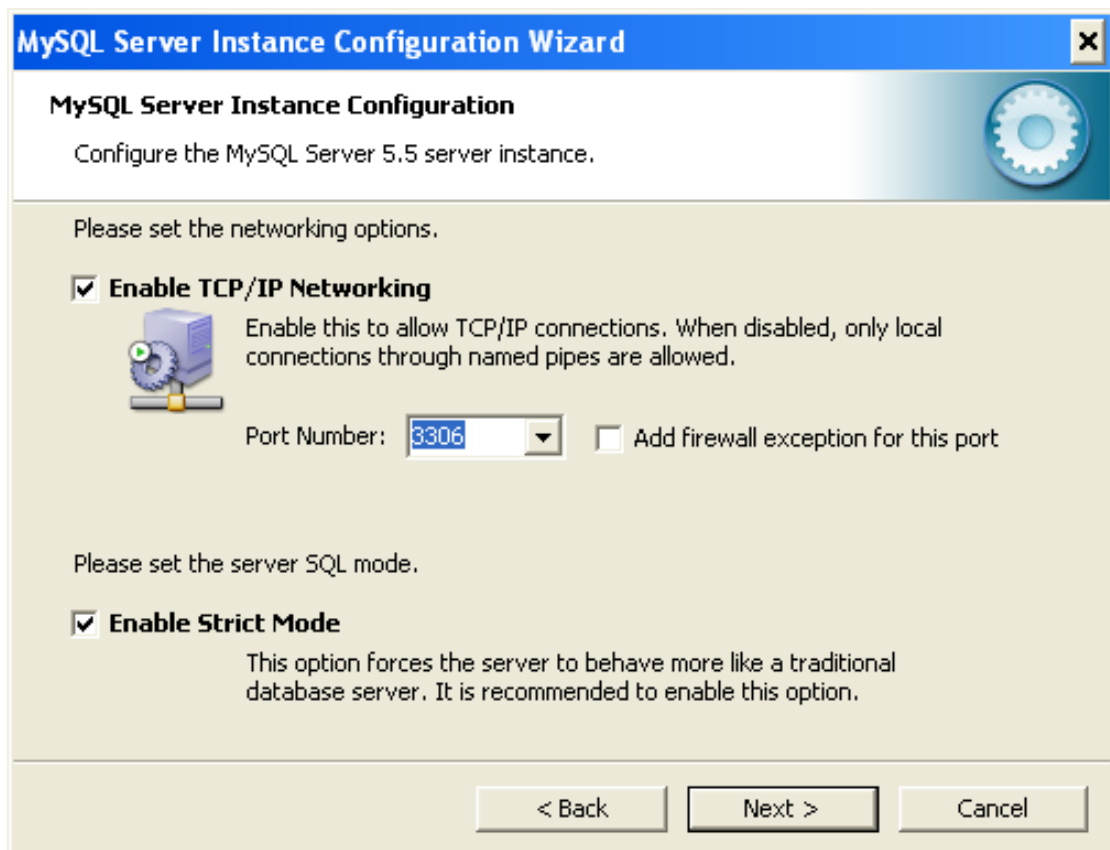 MySQL Server Instance Configuration Wizard
MySQL Server Instance Configuration
Configure the MySQL Server 5.5 server instance.
Please set the networking options.
Enable TCP/IP Networking
Enable this to allow TCP/IP connections. When disabled, only local
connections through named pipes are allowed.
Port Number: 3306 Add firewall exception for this port
Please set the server SQL mode.
Enable Strict Mode
This option forces the server to behave more like a traditional
database server. It is recommended to enable this option.
< Back Next > Cancel